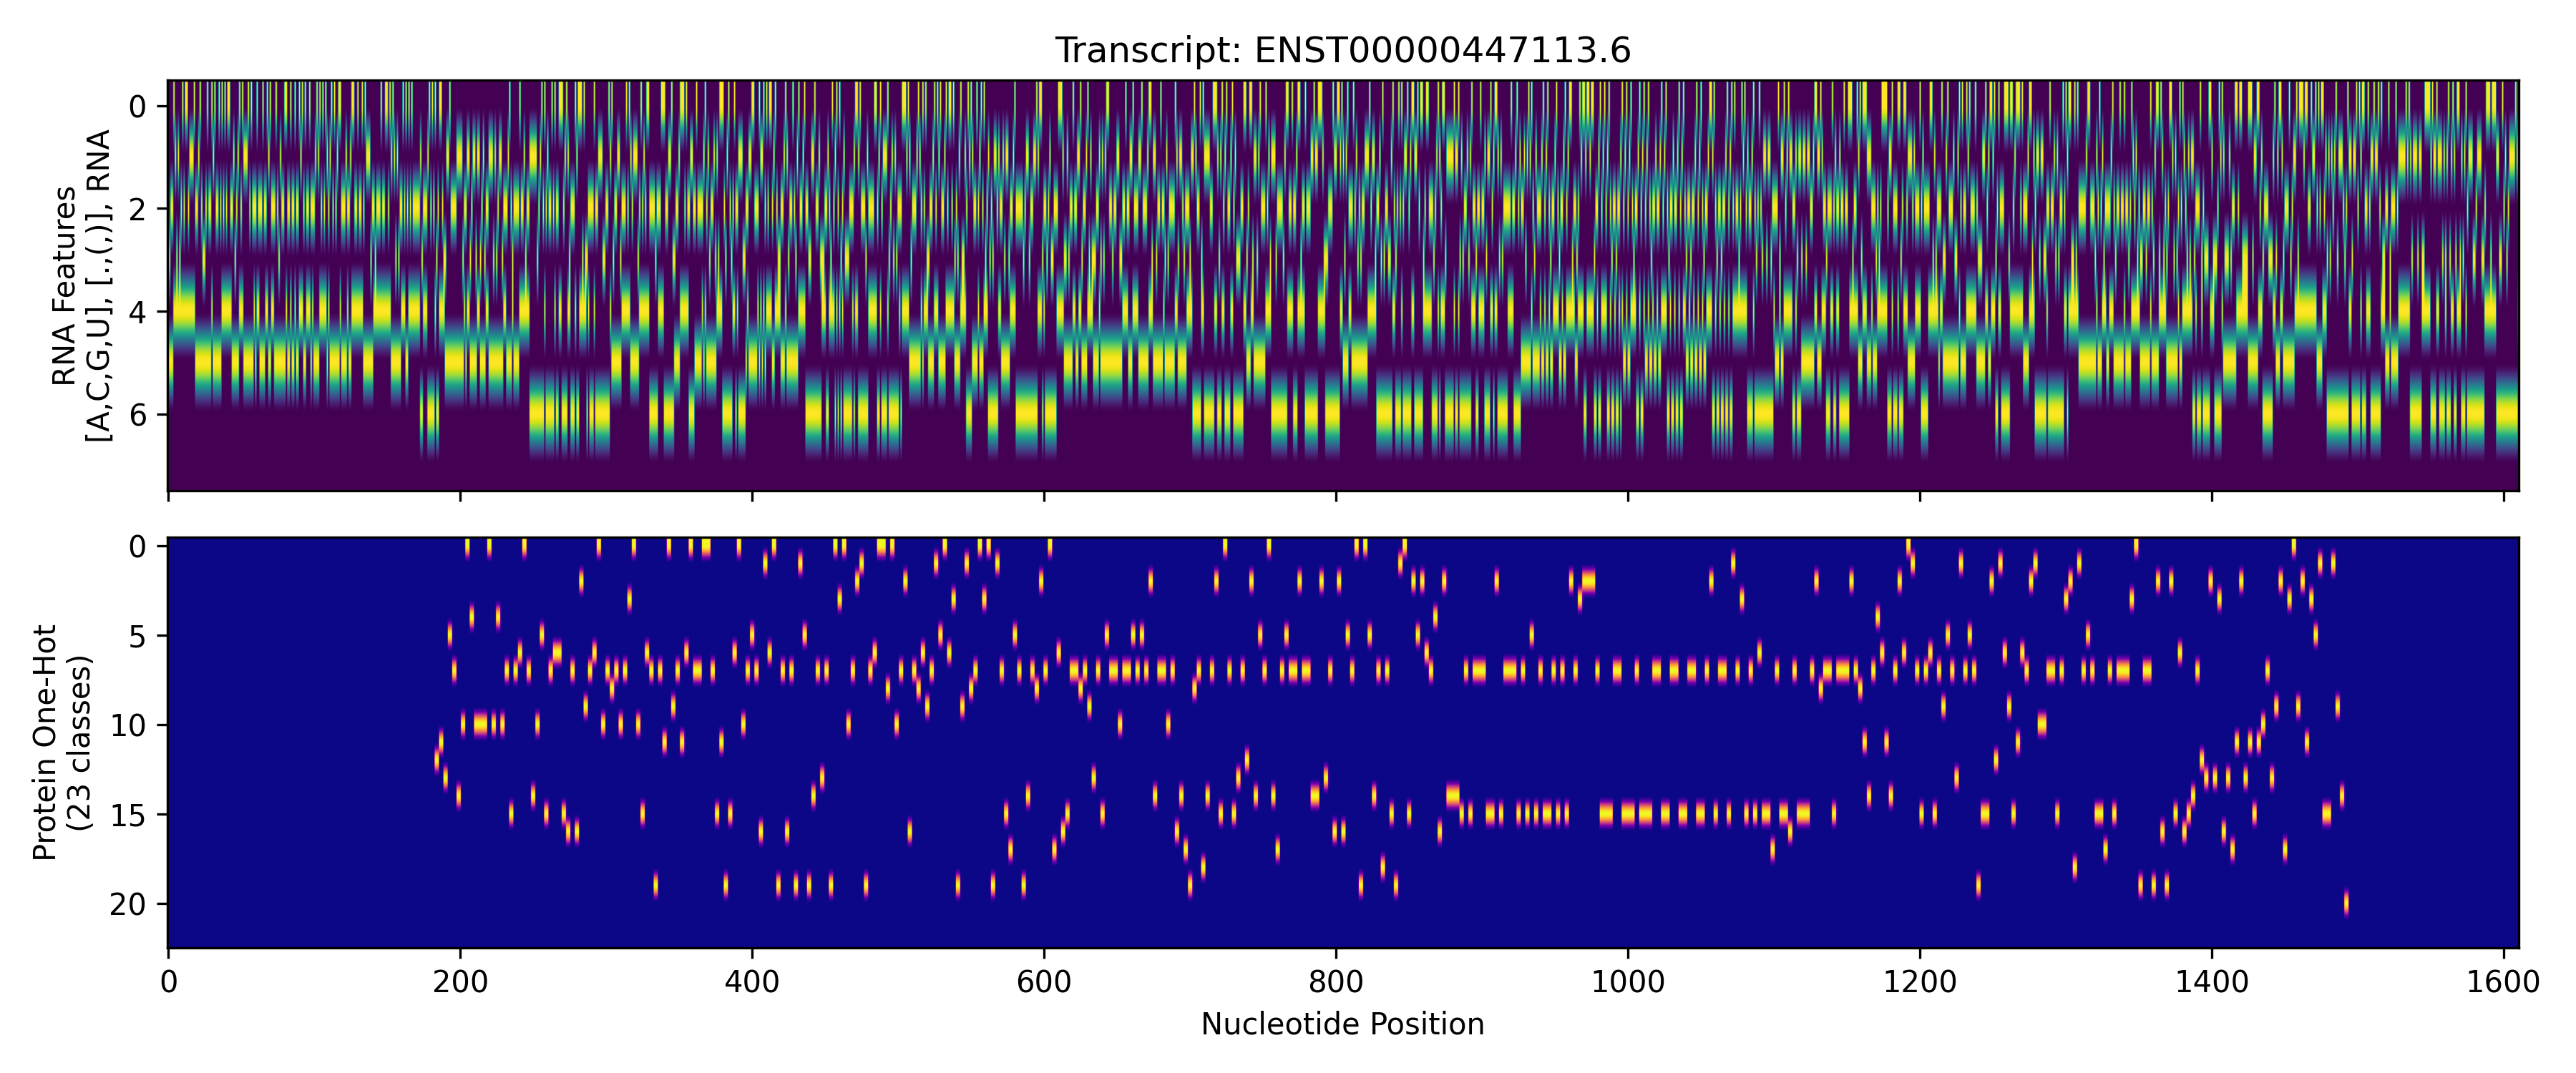 Transcript: ENST00000447113.6
RNA Features
[A,C,G,U], [.,(,)], RNA
0
2
4
6
Protein One-Hot
(23 classes)
0
5
10
15
20
0 200 400 600 800 1000 1200 1400 1600
Nucleotide Position